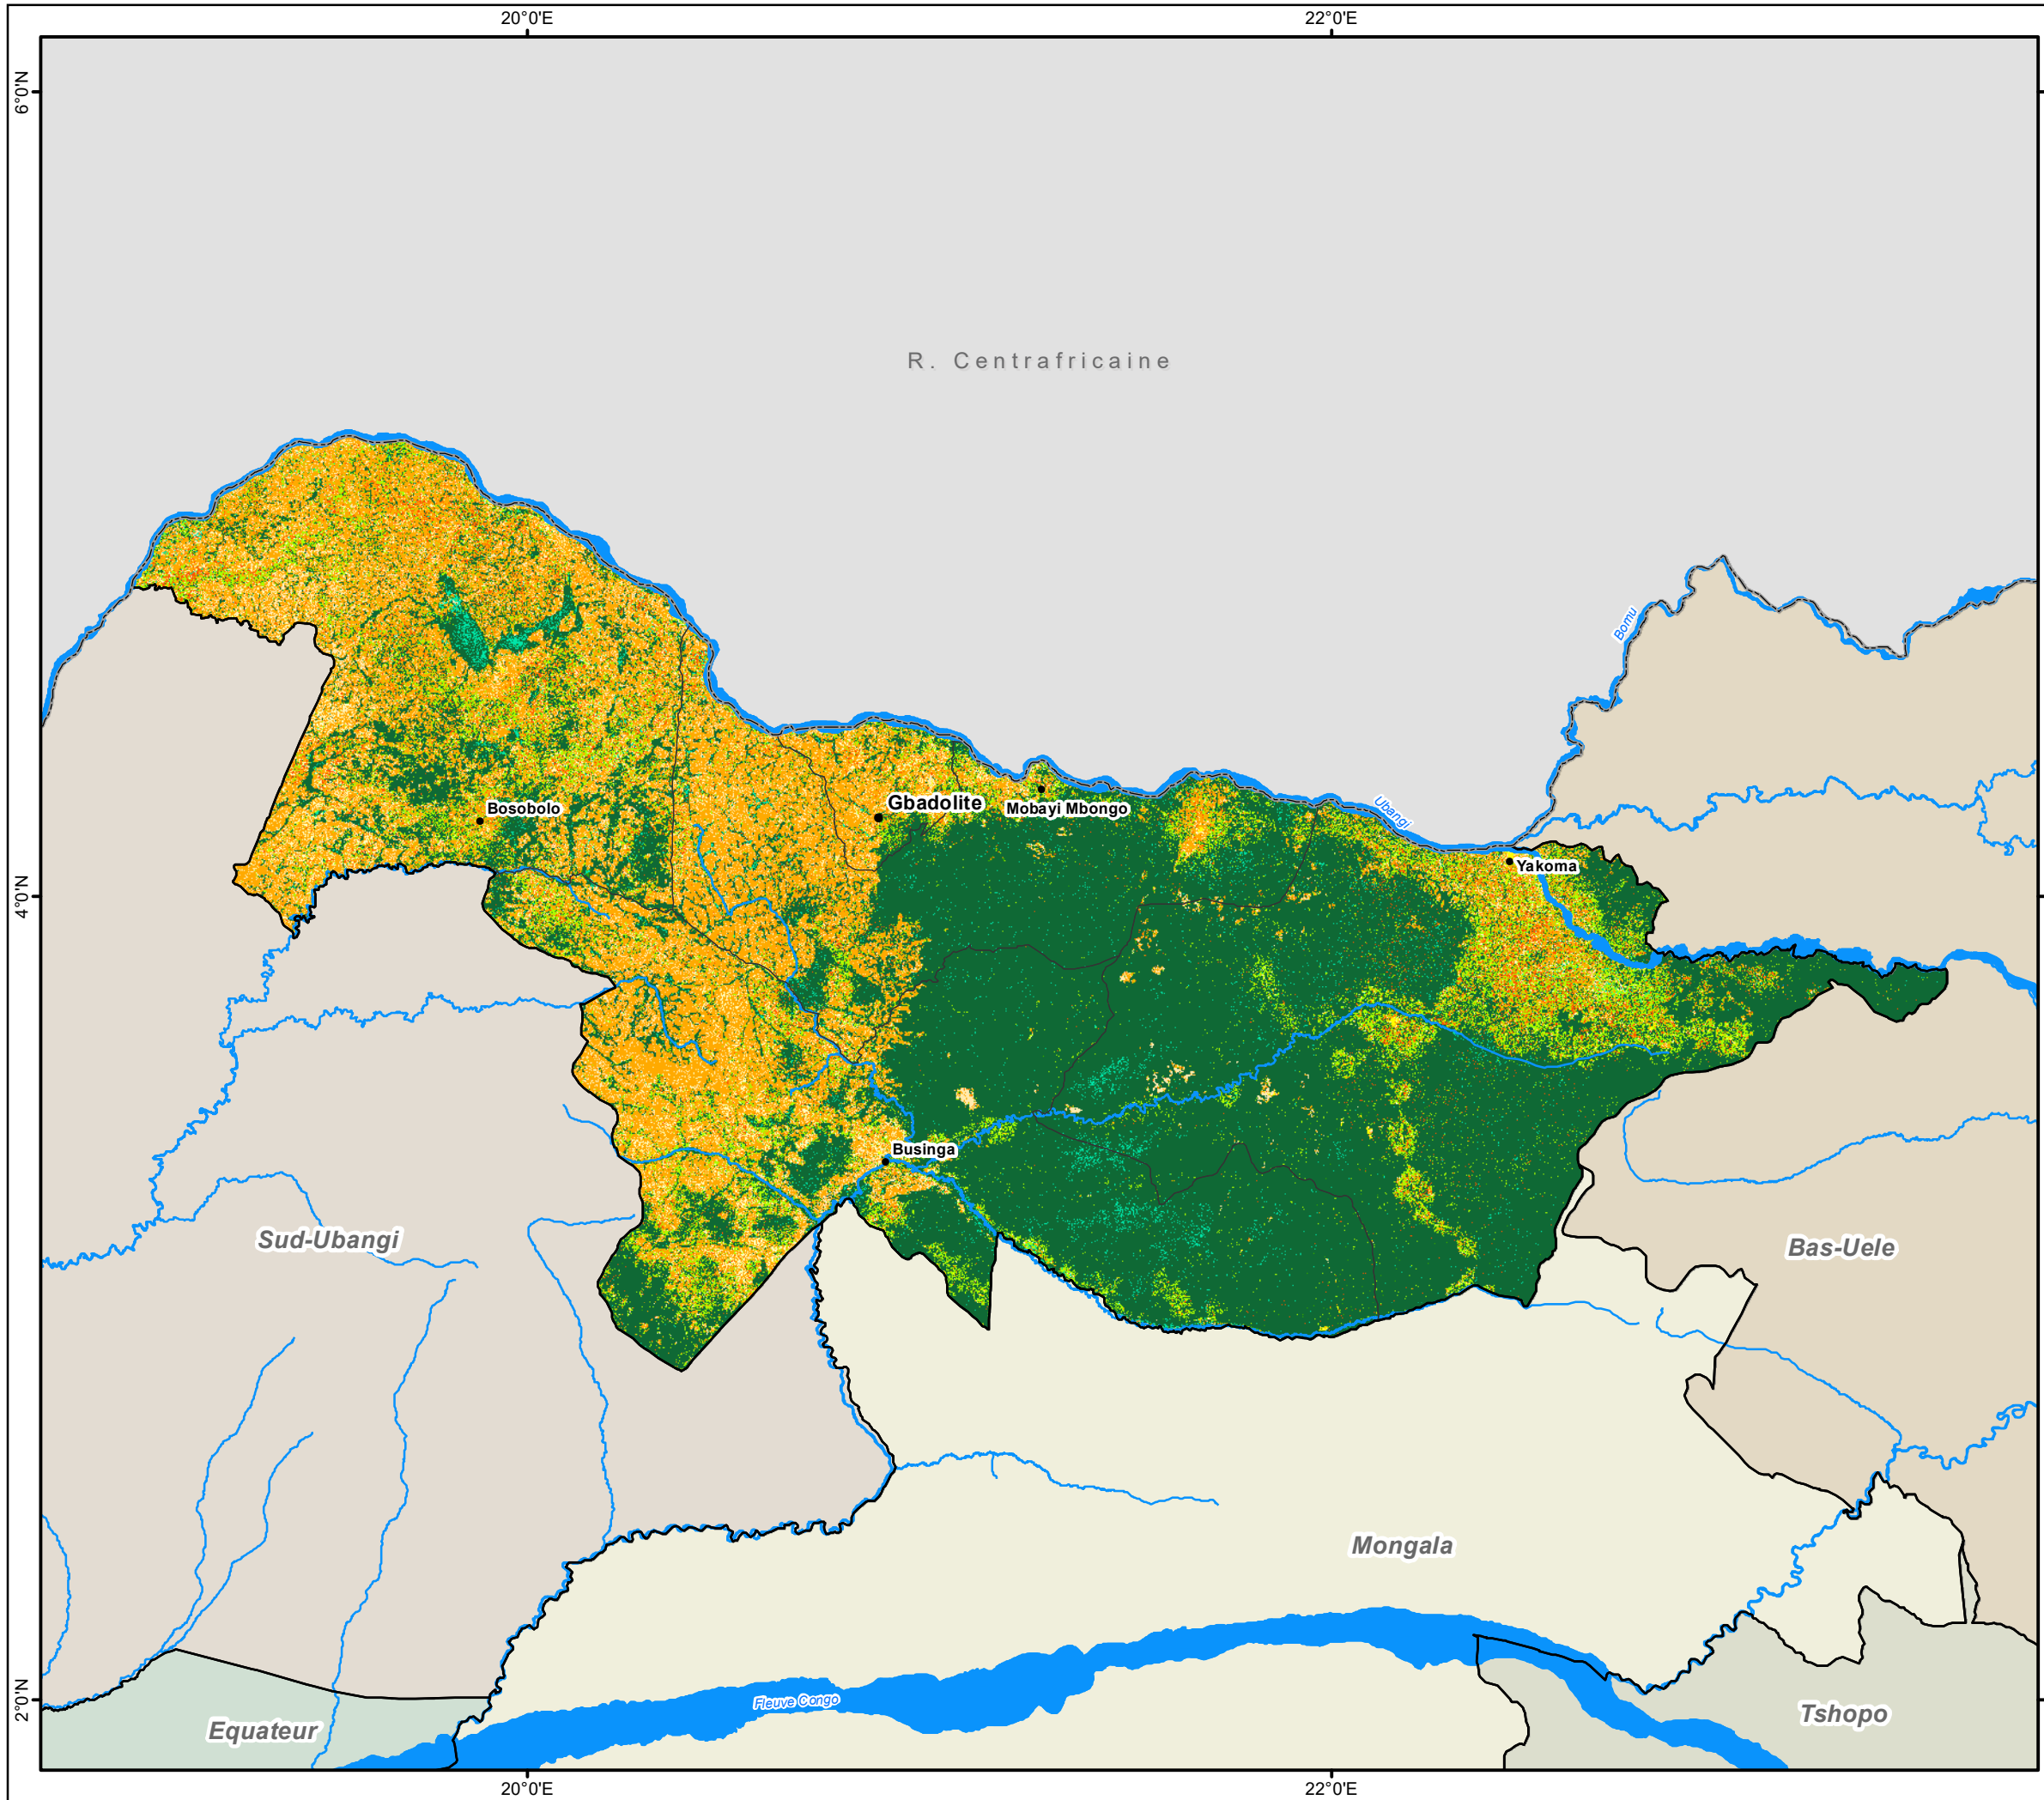 20°0'E 22°0'E
6°0'N
R. Centrafricaine
Bomu
Bosobolo
Gbadolite
Mobayi Mbongo
Ubangi
Yakoma
4°0'N
Businga
Sud-Ubangi
Bas-Uele
Mongala
2°0'N
Fleuve Congo
Equateur
Tshopo
20°0'E 22°0'E